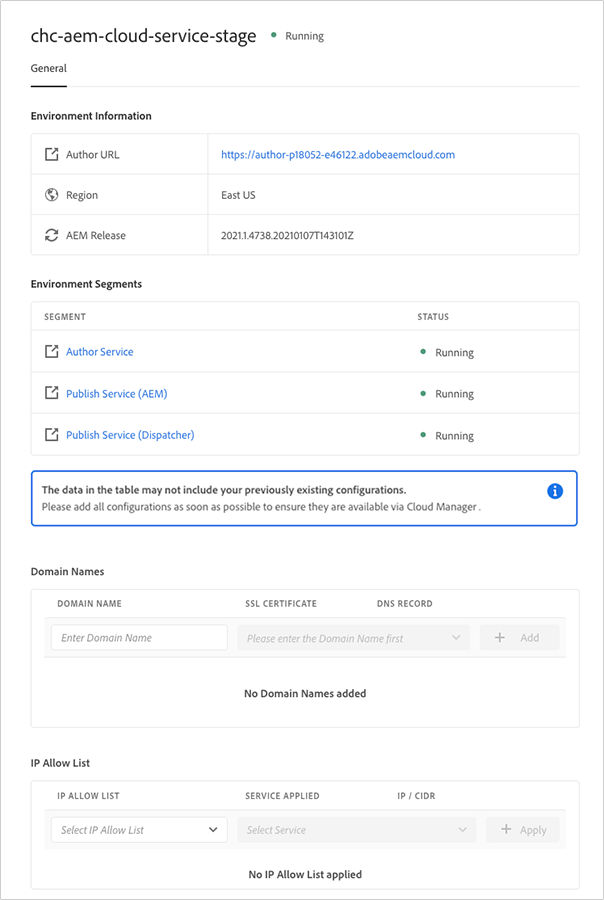 chc-aem-cloud-service-stage Running
General
Environment Information
Author URL https://author-p18052-e46122.adobeaemcloud.com
Region East US
AEM Release 2021.1.4738.20210107T143101Z
Environment Segments
SEGMENT STATUS
Author Service Running
Publish Service (AEM) Running
Publish Service (Dispatcher) Running
The data in the table may not include your previously existing configurations.
Please add all configurations as soon as possible to ensure they are available via Cloud Manager .
Domain Names
DOMAIN NAME SSL CERTIFICATE DNS RECORD
Enter Domain Name Please enter the Domain Name first + Add
No Domain Names added
IP Allow List
IP ALLOW LIST SERVICE APPLIED IP / CIDR
Select IP Allow List Select Service + Apply
No IP Allow List applied